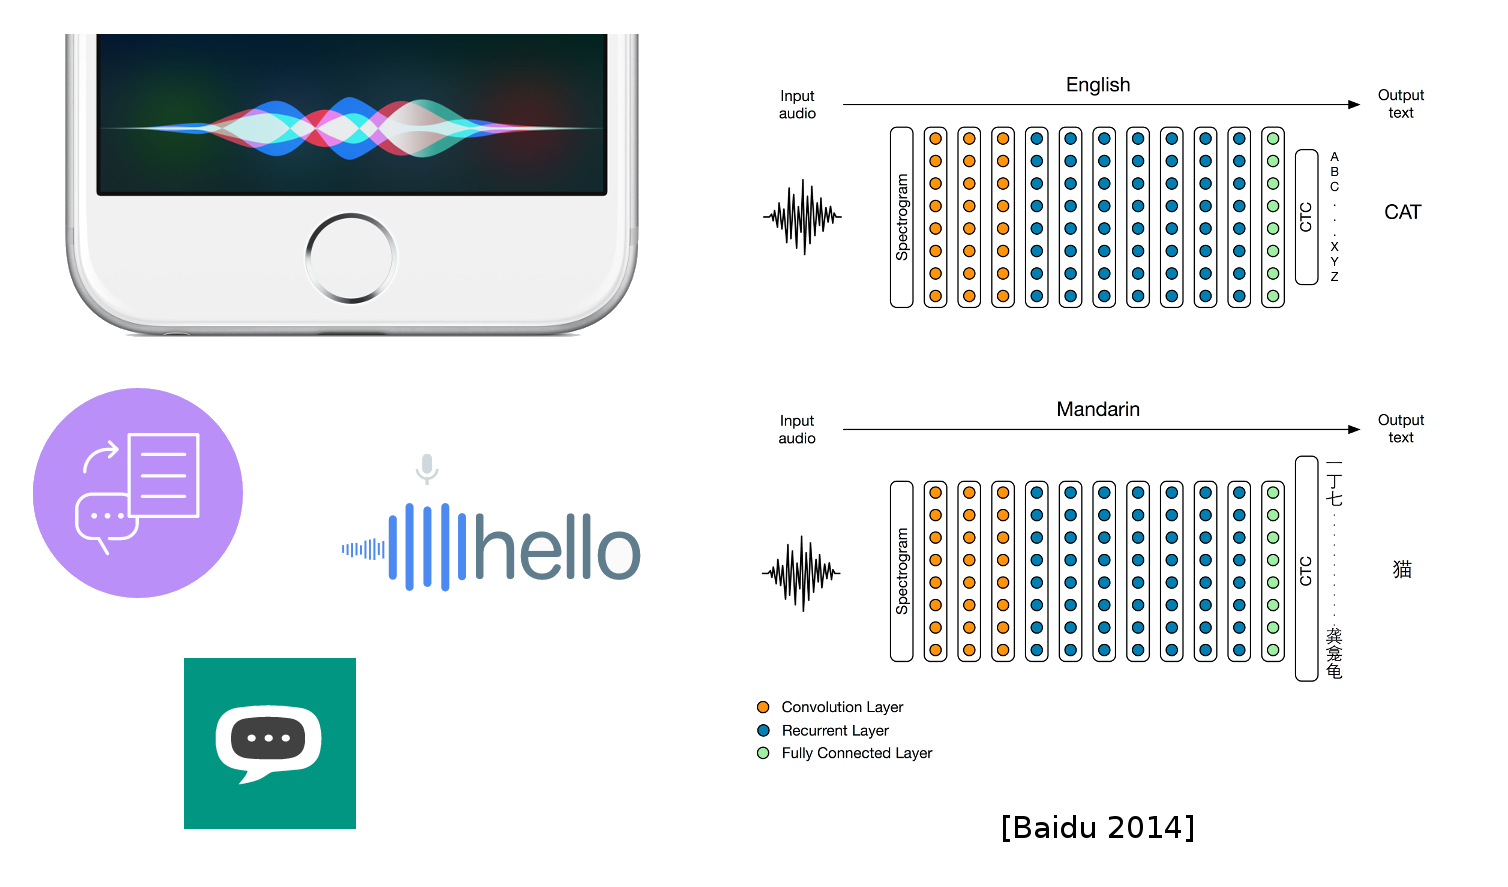 hello
English
Input
audio
Output
text
Spectrogram
CTC
A
B
C
.
.
.
X
Y
Z
CAT
Mandarin
Input
audio
Output
text
Spectrogram
CTC
一
丁
七
龚
龛
龟
猫
Convolution Layer
Recurrent Layer
Fully Connected Layer
[Baidu 2014]